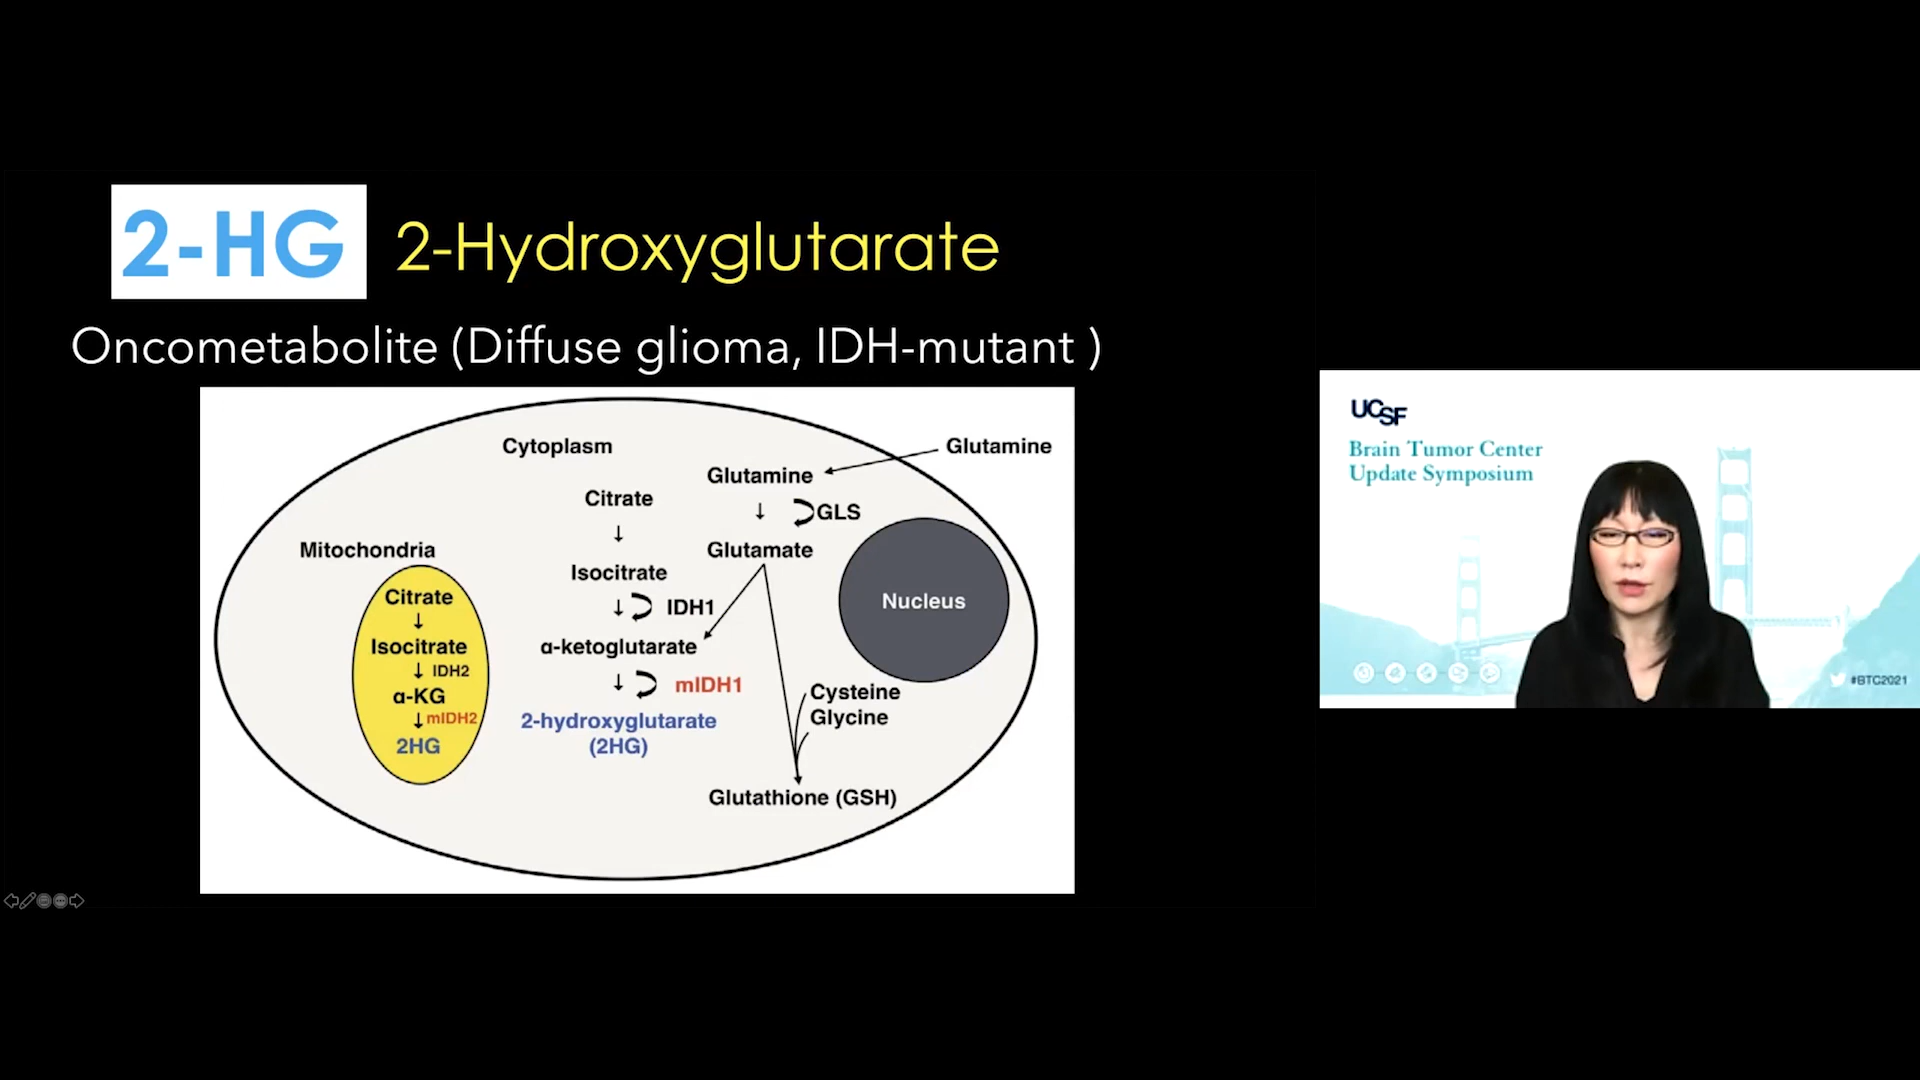 2-HG 2-Hydroxyglutarate
Oncometabolite (Diffuse glioma, IDH-mutant )
Cytoplasm
Glutamine
Glutamine
Citrate
↓
↓ GLS
Mitochondria
Glutamate
Isocitrate
↓ IDH1
α-ketoglutarate
↓ mIDH1
2-hydroxyglutarate
(2HG)
Citrate
↓
Isocitrate
↓ IDH2
α-KG
↓ mIDH2
2HG
Nucleus
Cysteine
Glycine
Glutathione (GSH)
UCSF
Brain Tumor Center
Update Symposium
#BTC2021